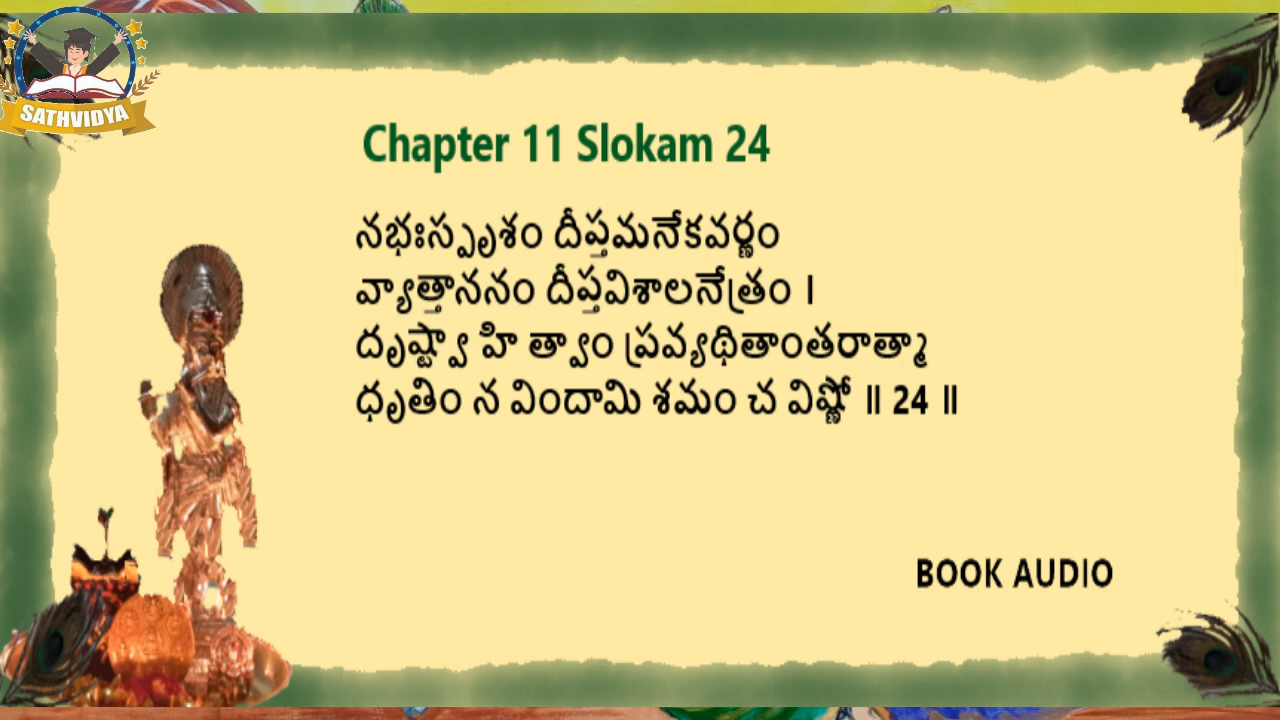 SATHVIDYA
Chapter 11 Slokam 24
నభఃస్పృశం దీప్తమనేకవర్ణం
వ్యాత్తాననం దీప్తవిశాలనేత్రం ।
దృష్ట్వా హి త్వాం ప్రవ్యథితాంతరాత్మా
ధృతిం న విందామి శమం చ విష్ణో ॥ 24 ॥
BOOK AUDIO